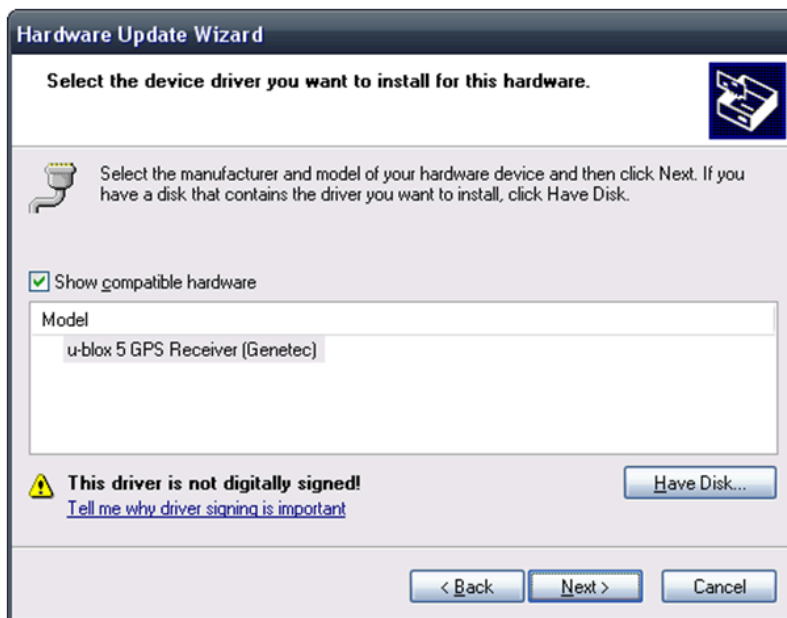 Hardware Update Wizard
Select the device driver you want to install for this hardware.
Select the manufacturer and model of your hardware device and then click Next. If you
have a disk that contains the driver you want to install, click Have Disk.
Show compatible hardware
Model
u-blox 5 GPS Receiver (Genetec)
This driver is not digitally signed!
Have Disk...
Tell me why driver signing is important
< Back
Next >
Cancel